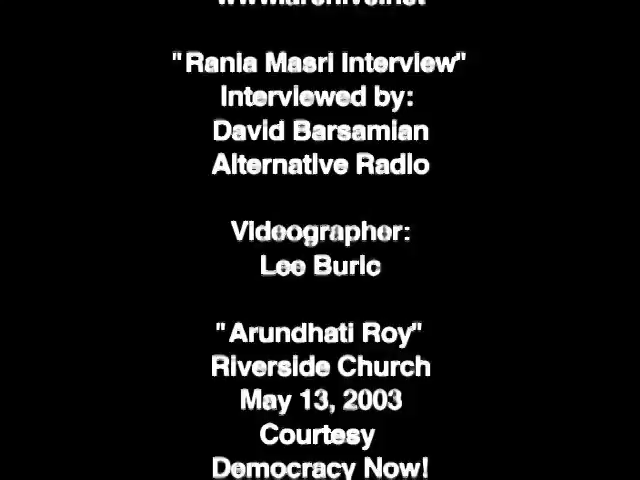 "Rania Masri Interview"
Interviewed by:
David Barsamian
Alternative Radio
Videographer:
Lee Buric
"Arundhati Roy"
Riverside Church
May 13, 2003
Courtesy
Democracy Now!